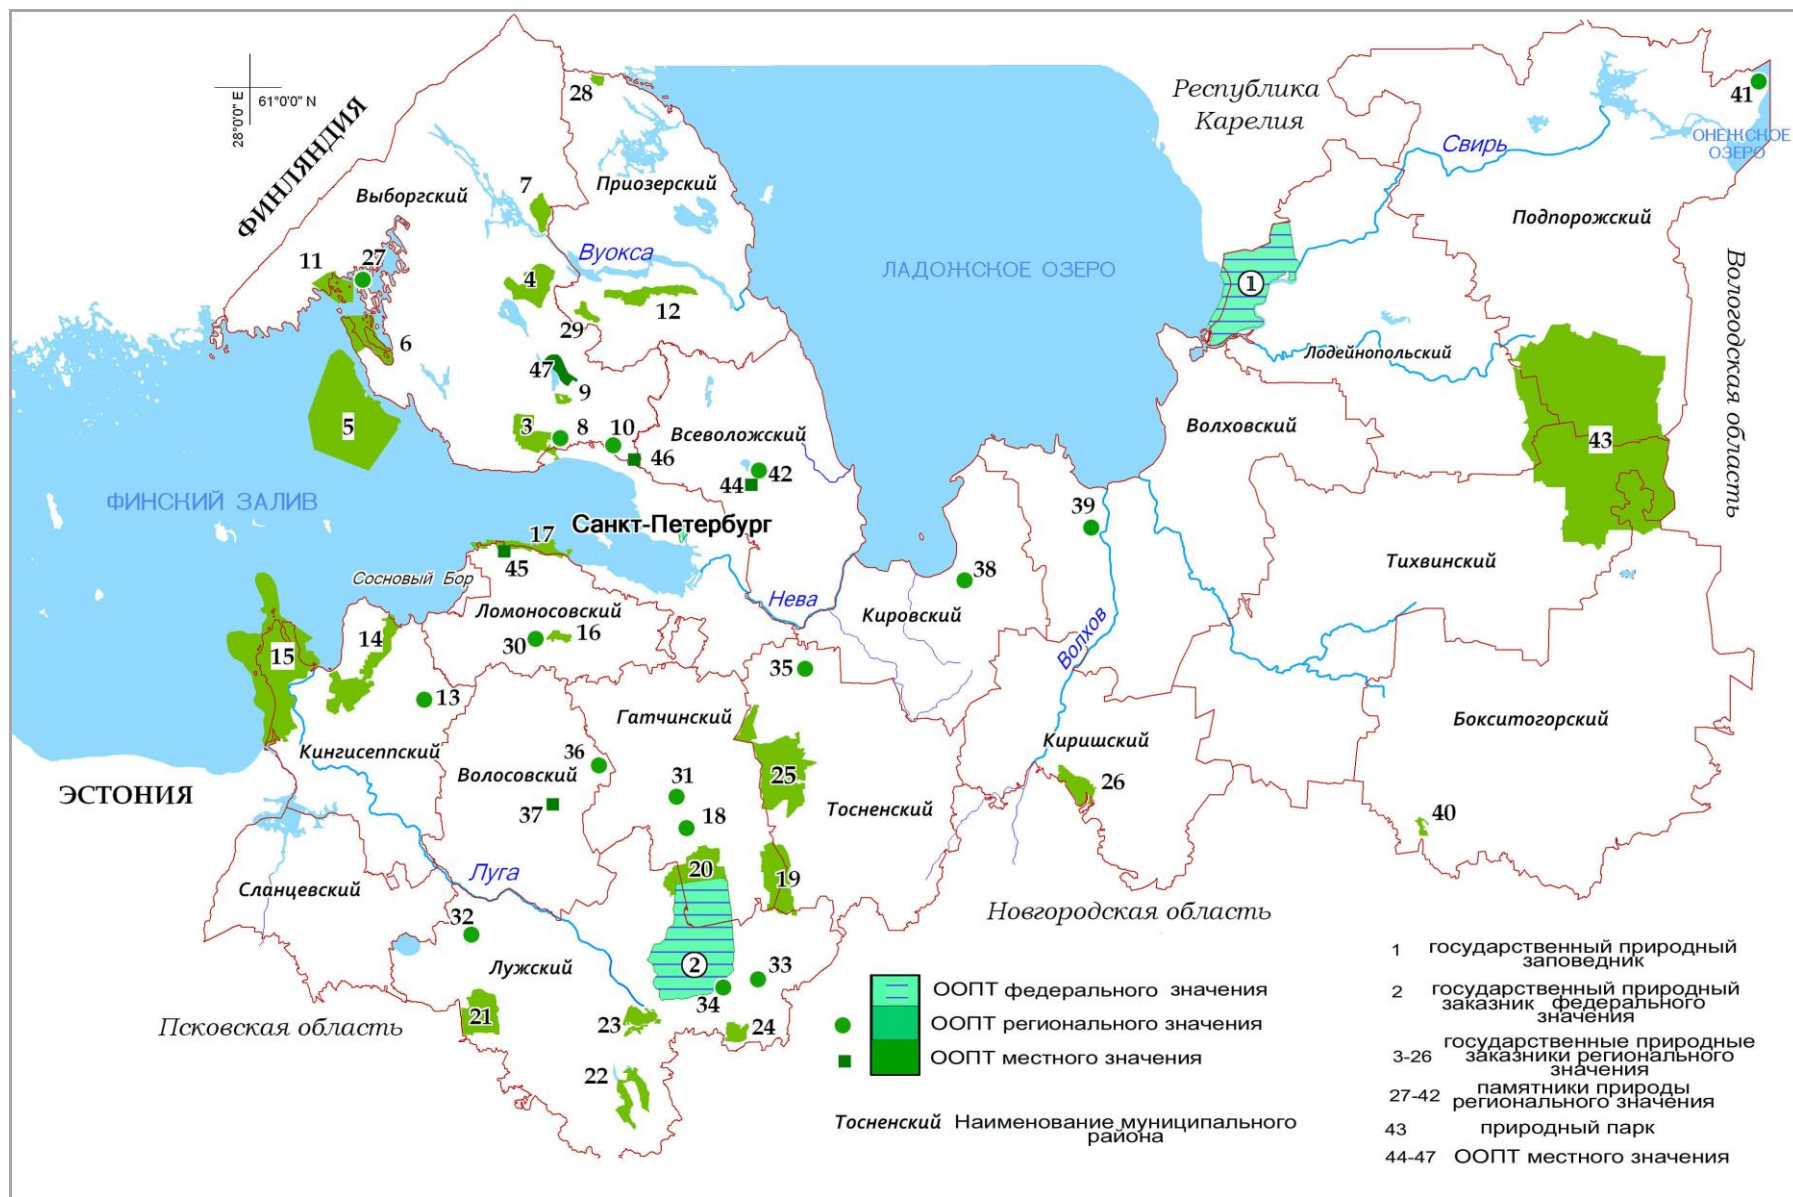 28
Республика
Карелия
41
28°0'0" E
61°0'0" N
ОНЕЖСКОЕ
ОЗЕРО
Свирь
ФИНЛЯНДИЯ
Выборгский
7
Приозерский
Подпорожский
11
27
Вуокса
4
ЛАДОЖСКОЕ ОЗЕРО
1
Вологодская область
12
29
6
Лодейнопольский
47
9
5
3
8
10
Всеволожский
Волховский
43
46
42
44
ФИНСКИЙ ЗАЛИВ
17
Санкт-Петербург
39
45
Сосновый Бор
38
Тихвинский
Нева
Ломоносовский
Кировский
30
16
14
15
Волхов
35
13
Гатчинский
Бокситогорский
Кингисеппский
36
Киришский
Волосовский
31
25
26
ЭСТОНИЯ
37
18
Тосненский
40
20
19
Луга
Сланцевский
32
Новгородская область
Лужский
2
33
34
21
23
24
Псковская область
22
ООПТ федерального значения
ООПТ регионального значения
ООПТ местного значения
Тосненский Наименование муниципального
района
1 государственный природный
заповедник
2 государственный природный
заказник федерального
значения
3-26 государственные природные
заказники регионального
значения
27-42 памятники природы
регионального значения
43 природный парк
44-47 ООПТ местного значения